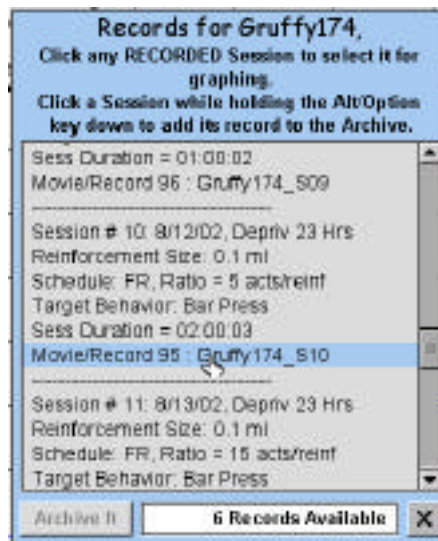 Records for Gruffy174,
Click any RECORDED Session to select it for
graphing.
Click a Session while holding the Alt/Option
key down to add its record to the Archive.
Sess Duration = 01:00:02
Movie/Record 96 : Gruffy174_S09
------------------------------
Session # 10: 8/12/02, Depriv 23 Hrs
Reinforcement Size: 0.1 ml
Schedule: FR, Ratio = 5 acts/reinf
Target Behavior: Bar Press
Sess Duration = 02:00:03
Movie/Record 95 : Gruffy174_S10
------------------------------
Session # 11: 8/13/02, Depriv 23 Hrs
Reinforcement Size: 0.1 ml
Schedule: FR, Ratio = 15 acts/reinf
Target Behavior: Bar Press
Archive It 6 Records Available X